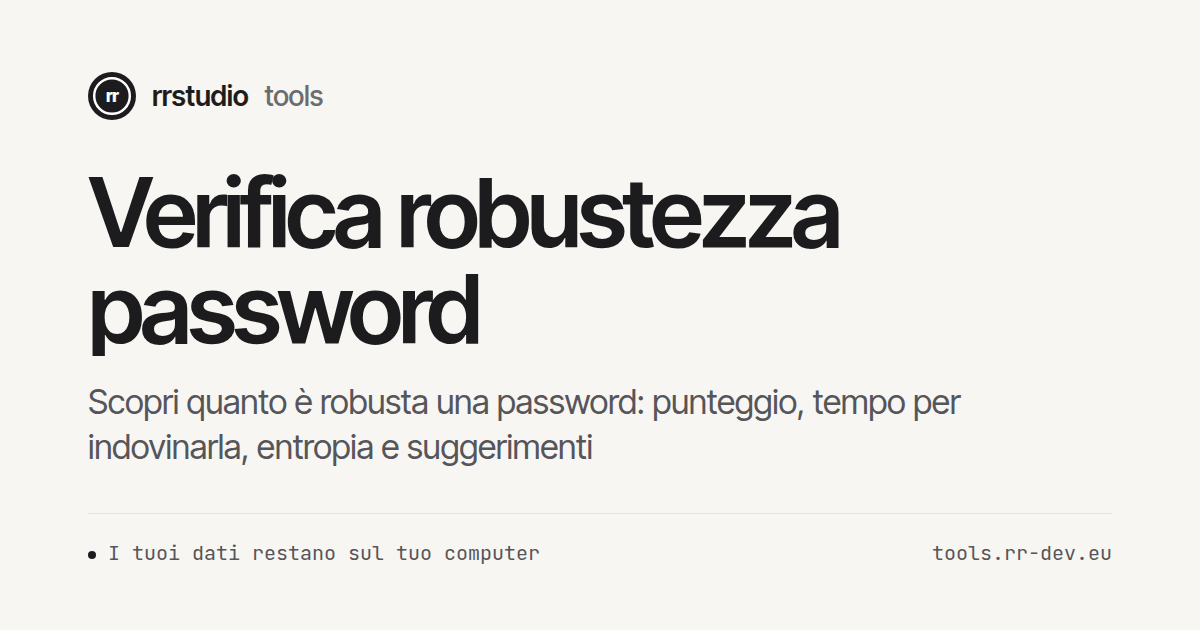 rr
rrstudio tools
Verifica robustezza
password
Scopri quanto è robusta una password: punteggio, tempo per
indovinarla, entropia e suggerimenti
I tuoi dati restano sul tuo computer
tools.rr-dev.eu